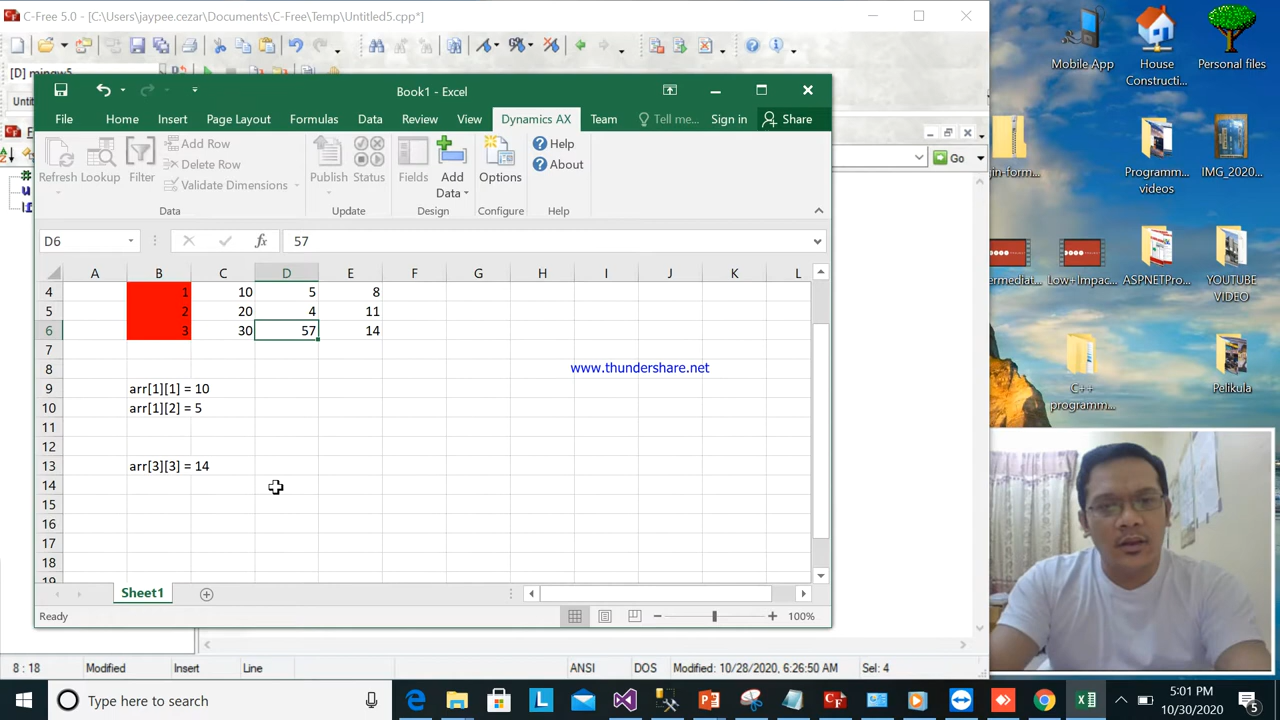 C-Free 5.0 - [C:\Users\jaypee.cezar\Documents\C-Free\Temp\Untitled5.cpp*]
[D] mingw5
Book1 - Excel
File Home Insert Page Layout Formulas Data Review View Dynamics AX Team Tell me... Sign in Share
Refresh Lookup Filter Add Row Delete Row Validate Dimensions Publish Status Fields Add Data Options Help About
Data Update Design Configure Help
D6 fx 57
A B C D E F G H I J K L
4 1 10 5 8
5 2 20 4 11
6 3 30 57 14
7
8 www.thundershare.net
9 arr[1][1] = 10
10 arr[1][2] = 5
11
12
13 arr[3][3] = 14
14
15
16
17
18
19
Sheet1
Ready 100%
Go
8 : 18 Modified Insert Line ANSI DOS Modified: 10/28/2020, 6:26:50 AM Sel: 4
Mobile App
House Constructi...
Personal files
Programm... videos
IMG_2020...
ASPNETPro...
YOUTUBE VIDEO
Low+Impac...
C++ programm...
Pelikula
Type here to search
5:01 PM
10/30/2020
5